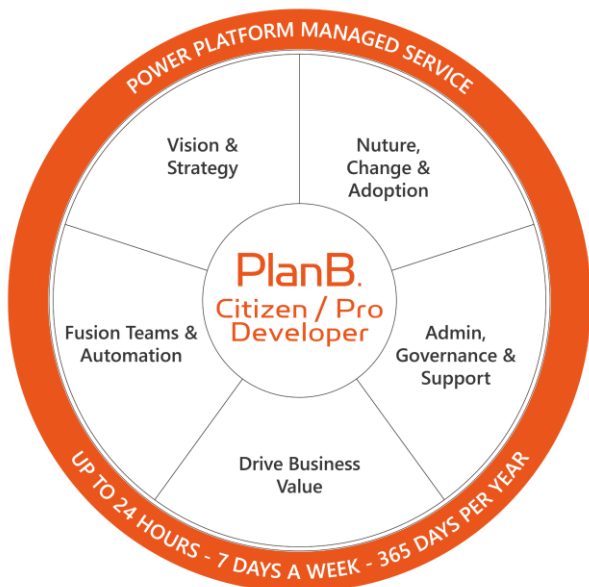 POWER PLATFORM MANAGED SERVICE
Vision &
Strategy
Nuture,
Change &
Adoption
PlanB.
Citizen / Pro
Developer
Fusion Teams &
Automation
Admin,
Governance &
Support
Drive Business
Value
UP TO 24 HOURS - 7 DAYS A WEEK - 365 DAYS PER YEAR